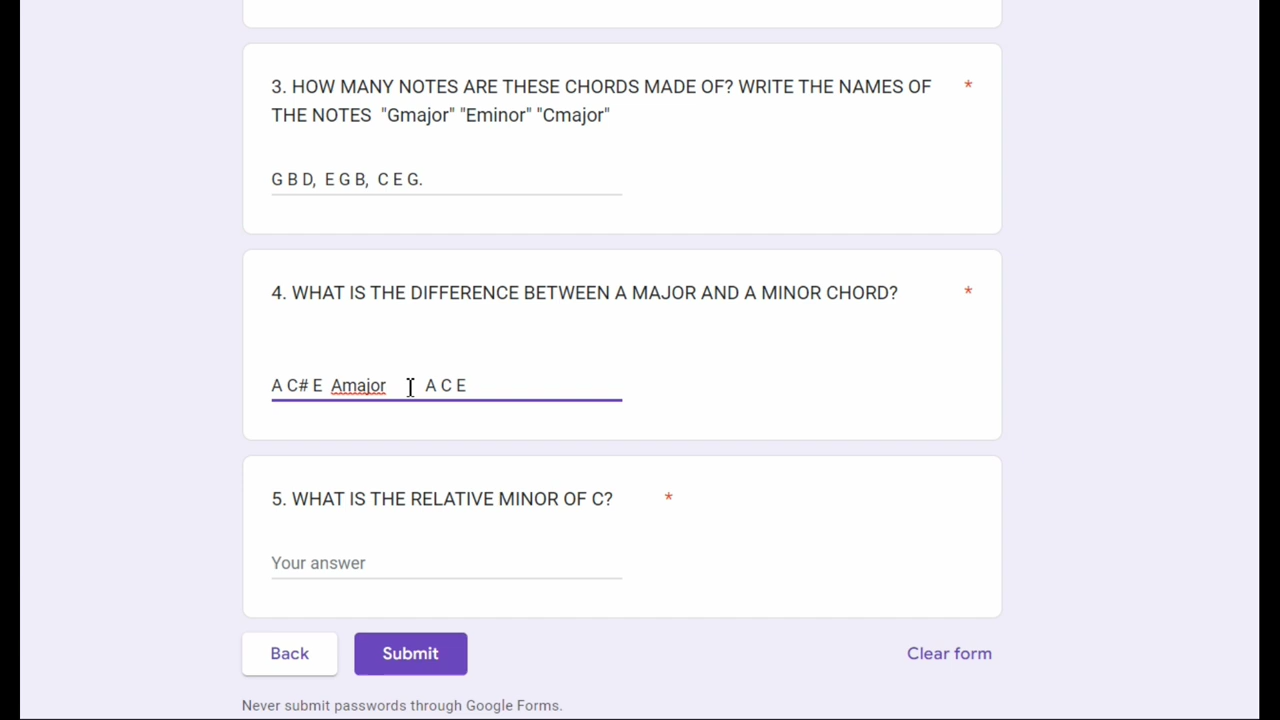 3. HOW MANY NOTES ARE THESE CHORDS MADE OF? WRITE THE NAMES OF *
THE NOTES "Gmajor" "Eminor" "Cmajor"
G B D, E G B, C E G.
4. WHAT IS THE DIFFERENCE BETWEEN A MAJOR AND A MINOR CHORD? *
A C# E Amajor A C E
5. WHAT IS THE RELATIVE MINOR OF C? *
Your answer
Back Submit Clear form
Never submit passwords through Google Forms.